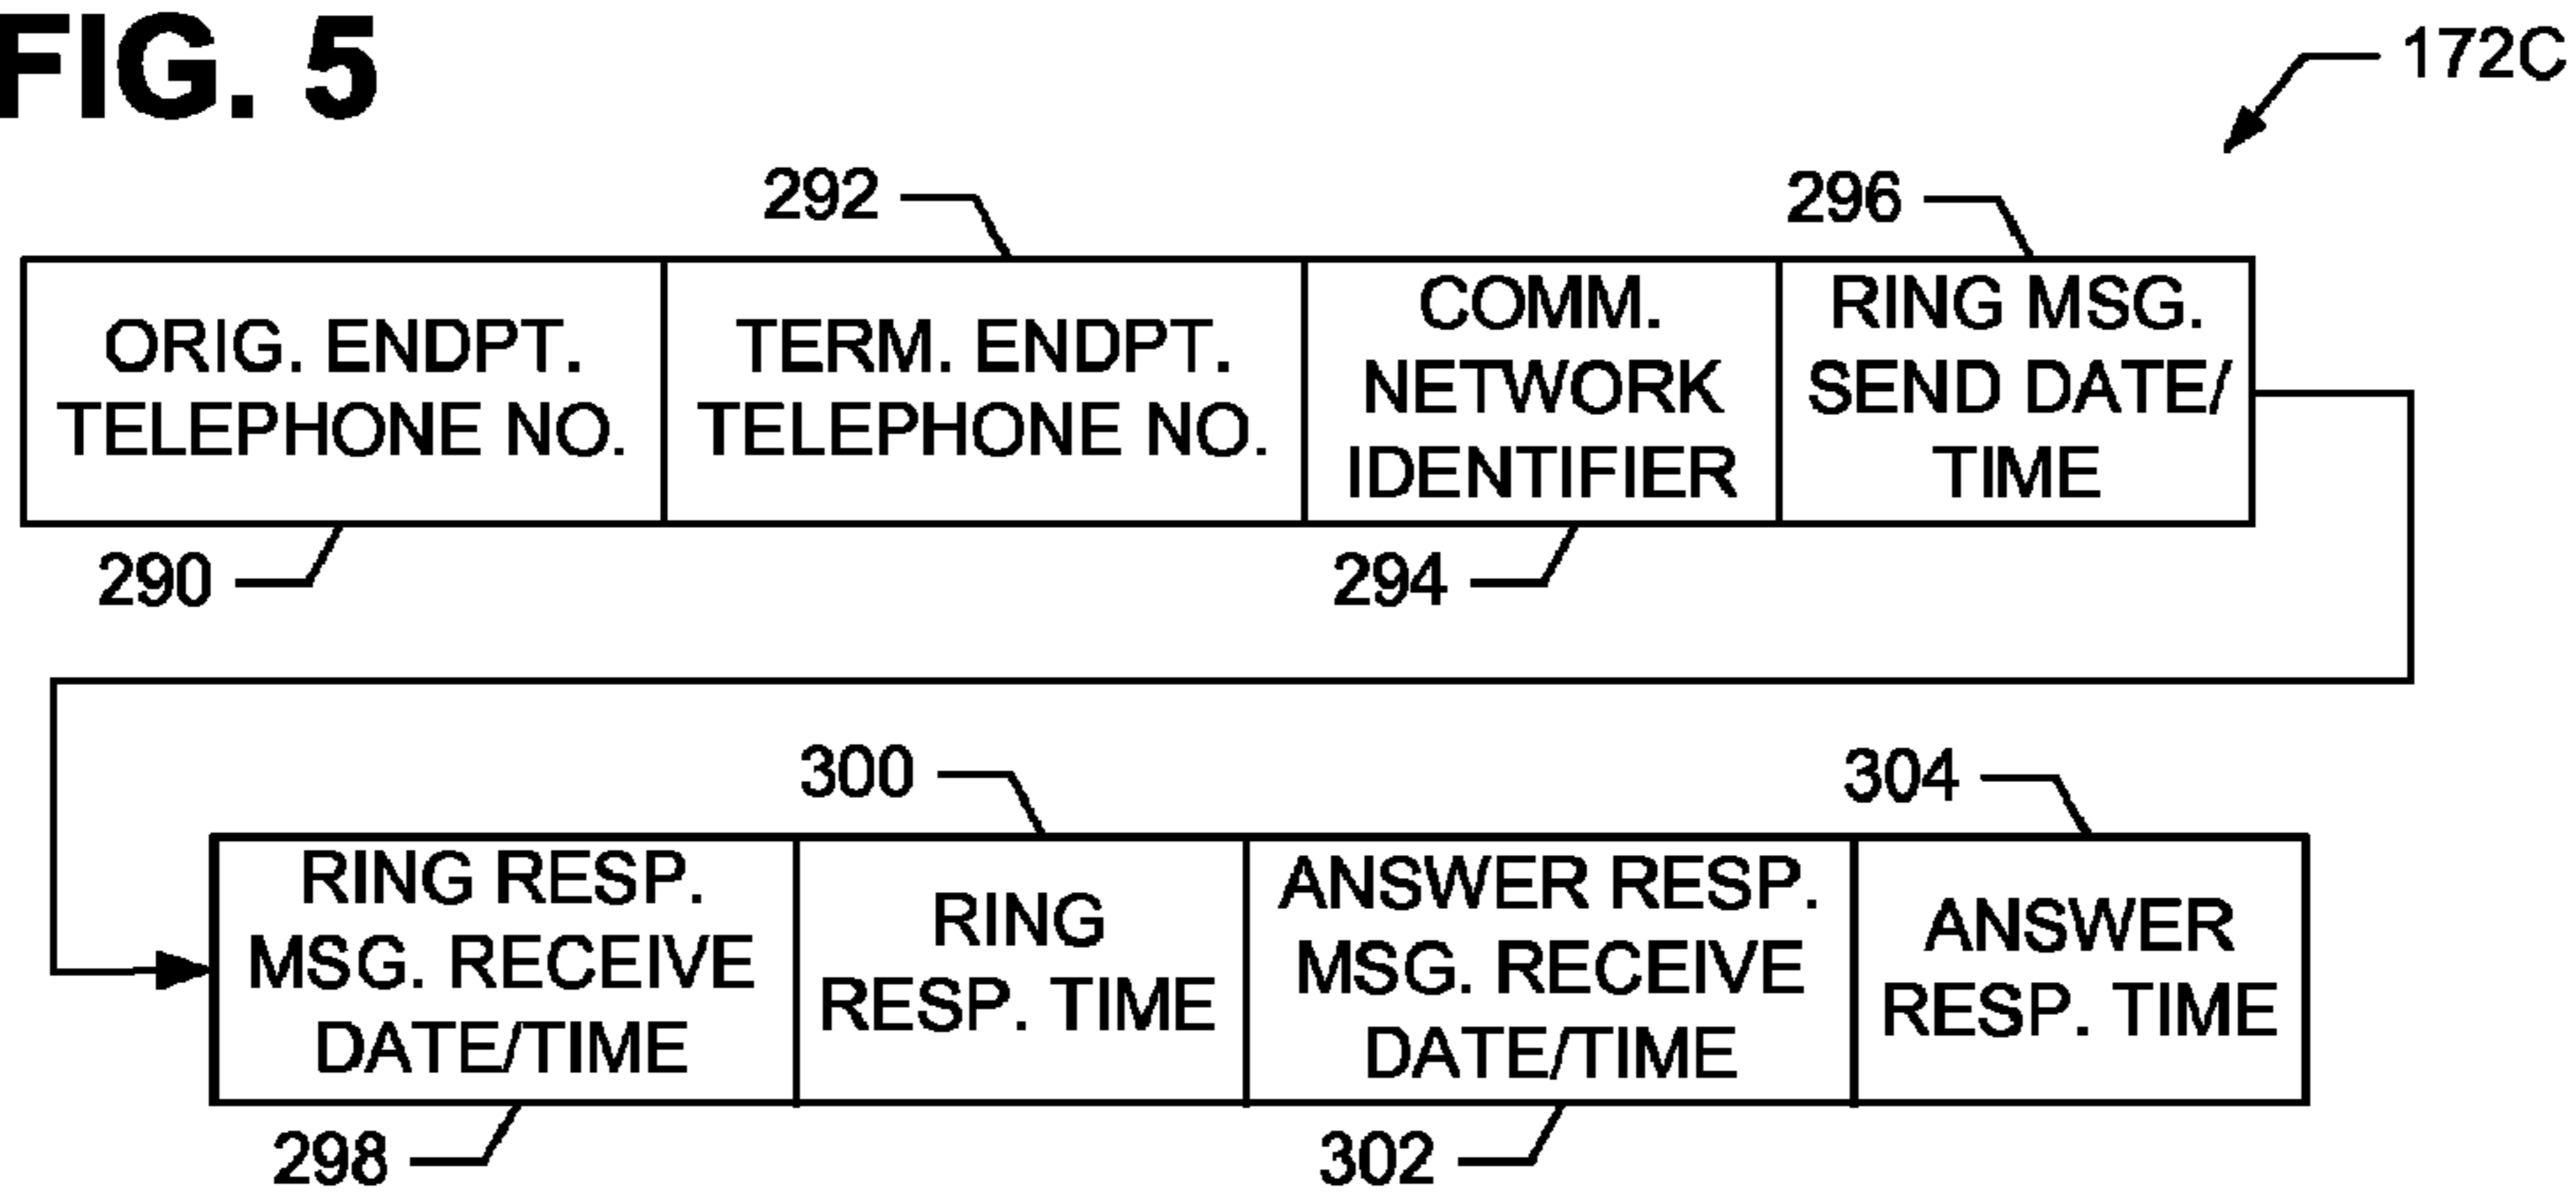 FIG. 5
172C
292
296
ORIG. ENDPT.
TELEPHONE NO.
TERM. ENDPT.
TELEPHONE NO.
COMM.
NETWORK
IDENTIFIER
RING MSG.
SEND DATE/
TIME
290
294
300
304
RING RESP.
MSG. RECEIVE
DATE/TIME
RING
RESP. TIME
ANSWER RESP.
MSG. RECEIVE
DATE/TIME
ANSWER
RESP. TIME
298
302